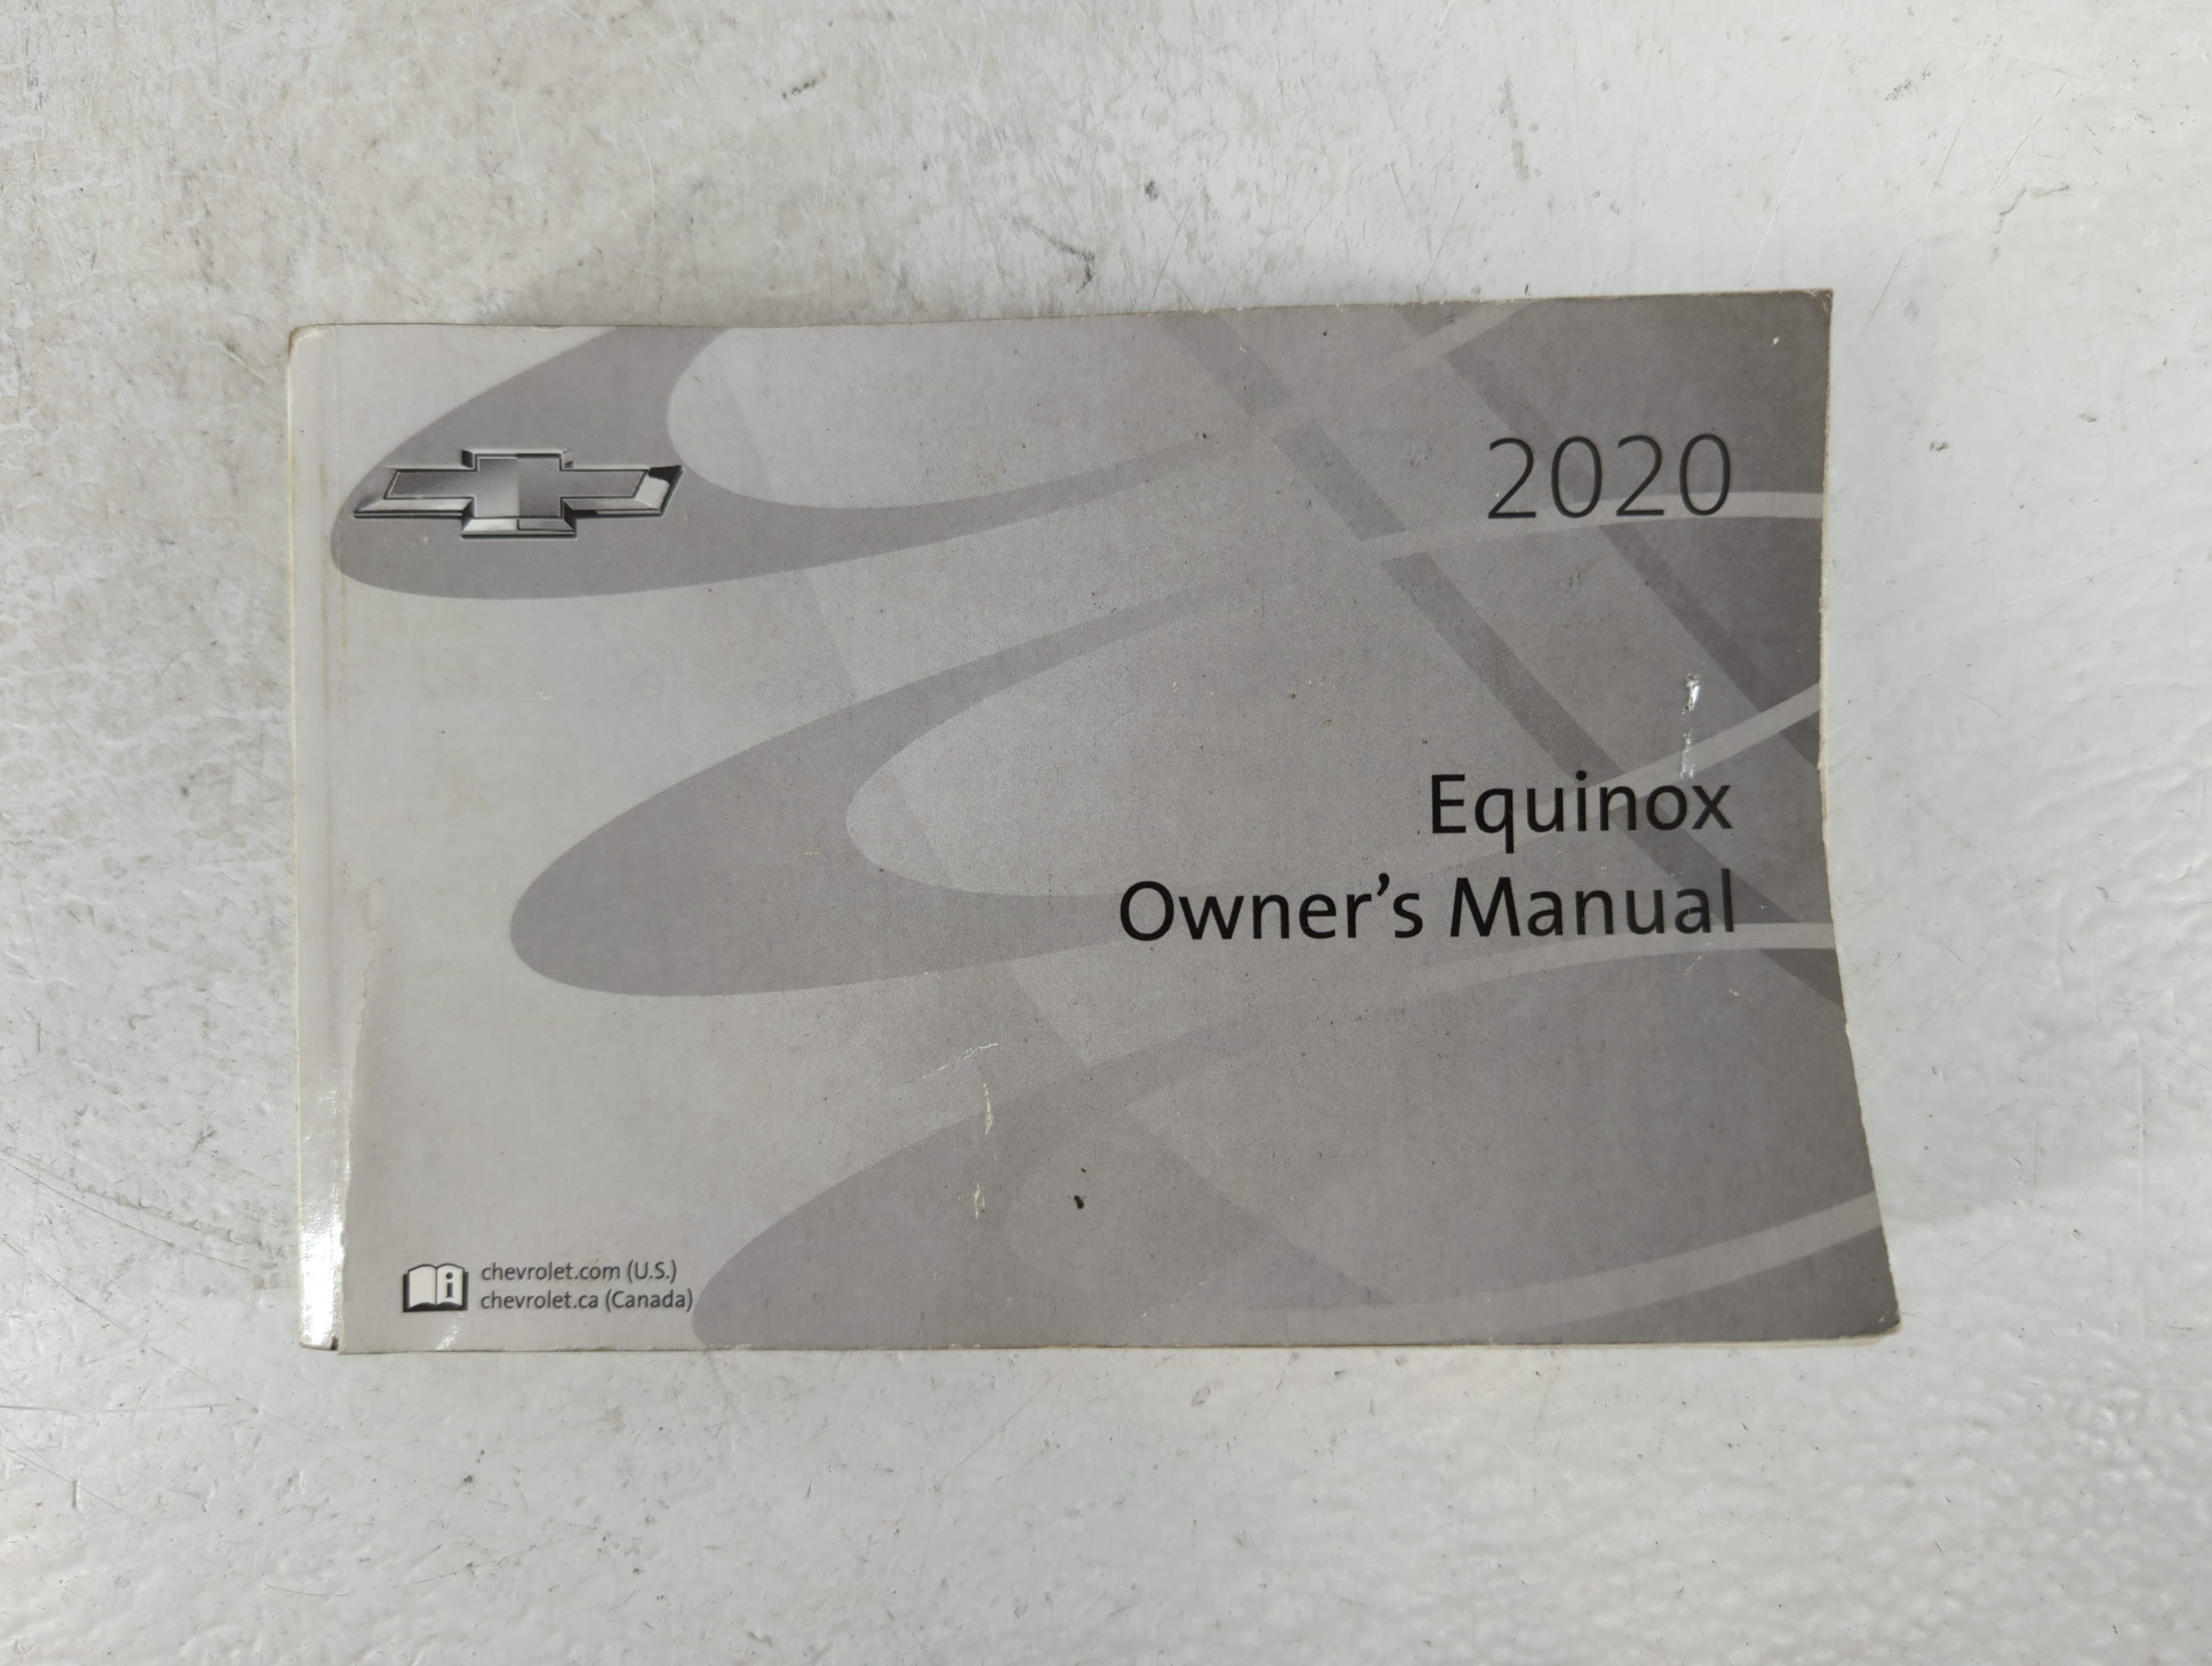 2020
Equinox
Owner's Manual
chevrolet.com (U.S.)
chevrolet.ca (Canada)